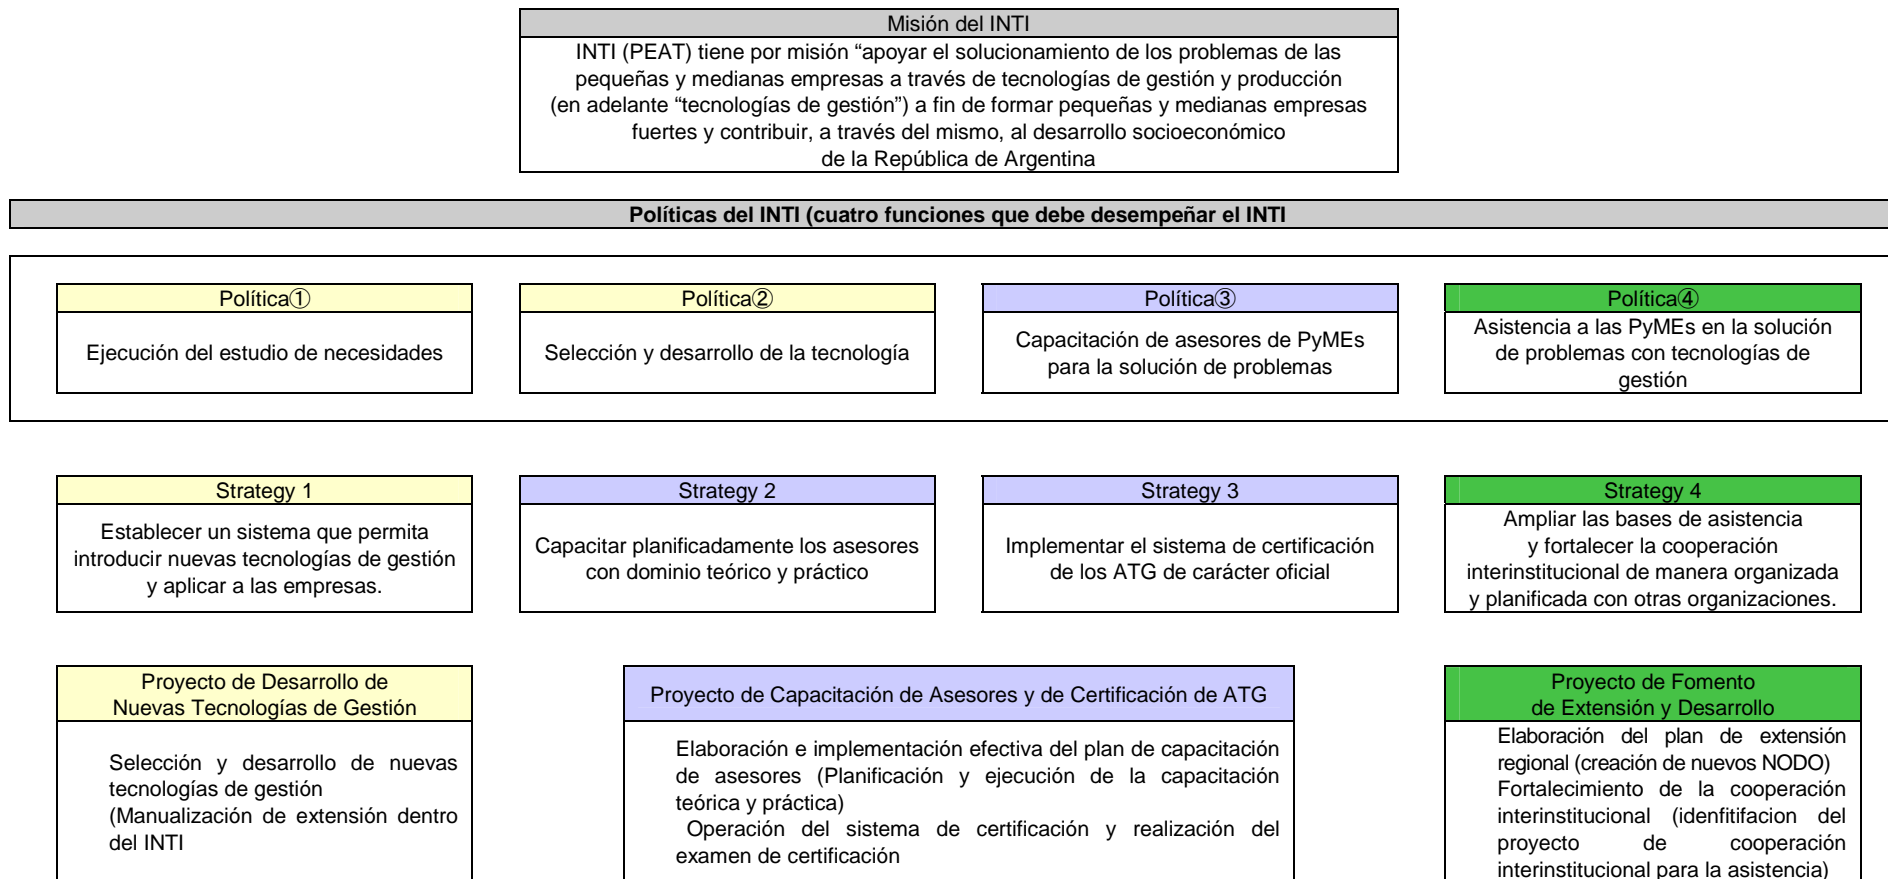 Misión del INTI
INTI (PEAT) tiene por misión “apoyar el solucionamiento de los problemas de las
pequeñas y medianas empresas a través de tecnologías de gestión y producción
(en adelante “tecnologías de gestión”) a fin de formar pequeñas y medianas empresas
fuertes y contribuir, a través del mismo, al desarrollo socioeconómico
de la República de Argentina
Políticas del INTI (cuatro funciones que debe desempeñar el INTI
Política①
Ejecución del estudio de necesidades
Política②
Selección y desarrollo de la tecnología
Política③
Capacitación de asesores de PyMEs
para la solución de problemas
Política④
Asistencia a las PyMEs en la solución
de problemas con tecnologías de
gestión
Strategy 1
Establecer un sistema que permita
introducir nuevas tecnologías de gestión
y aplicar a las empresas.
Strategy 2
Capacitar planificadamente los asesores
con dominio teórico y práctico
Strategy 3
Implementar el sistema de certificación
de los ATG de carácter oficial
Strategy 4
Ampliar las bases de asistencia
y fortalecer la cooperación
interinstitucional de manera organizada
y planificada con otras organizaciones.
Proyecto de Desarrollo de
Nuevas Tecnologías de Gestión
Selección y desarrollo de nuevas
tecnologías de gestión
(Manualización de extensión dentro
del INTI
Proyecto de Capacitación de Asesores y de Certificación de ATG
Elaboración e implementación efectiva del plan de capacitación
de asesores (Planificación y ejecución de la capacitación
teórica y práctica)
Operación del sistema de certificación y realización del
examen de certificación
Proyecto de Fomento
de Extensión y Desarrollo
Elaboración del plan de extensión
regional (creación de nuevos NODO)
Fortalecimiento de la cooperación
interinstitucional (idenfitifacion del
proyecto de cooperación
interinstitucional para la asistencia)